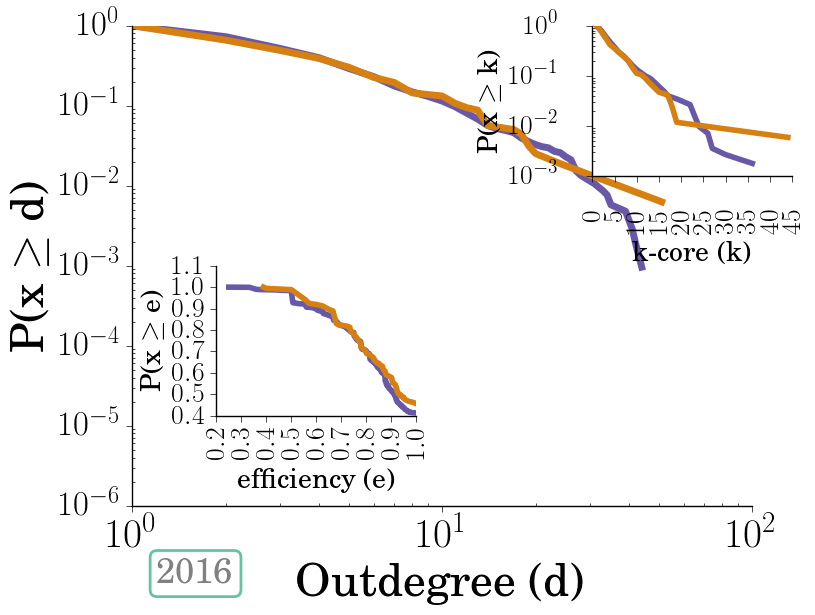 10^0
10^-1
10^-2
10^-3
10^-4
10^-5
10^-6
P(x ≥ d)
10^0 10^1 10^2
Outdegree (d)
2016
10^0
10^-1
10^-2
10^-3
P(x ≥ k)
0 5 10 15 20 25 30 35 40 45
k-core (k)
1.1
1.0
0.9
0.8
0.7
0.6
0.5
0.4
P(x ≥ e)
0.2 0.3 0.4 0.5 0.6 0.7 0.8 0.9 1.0
efficiency (e)